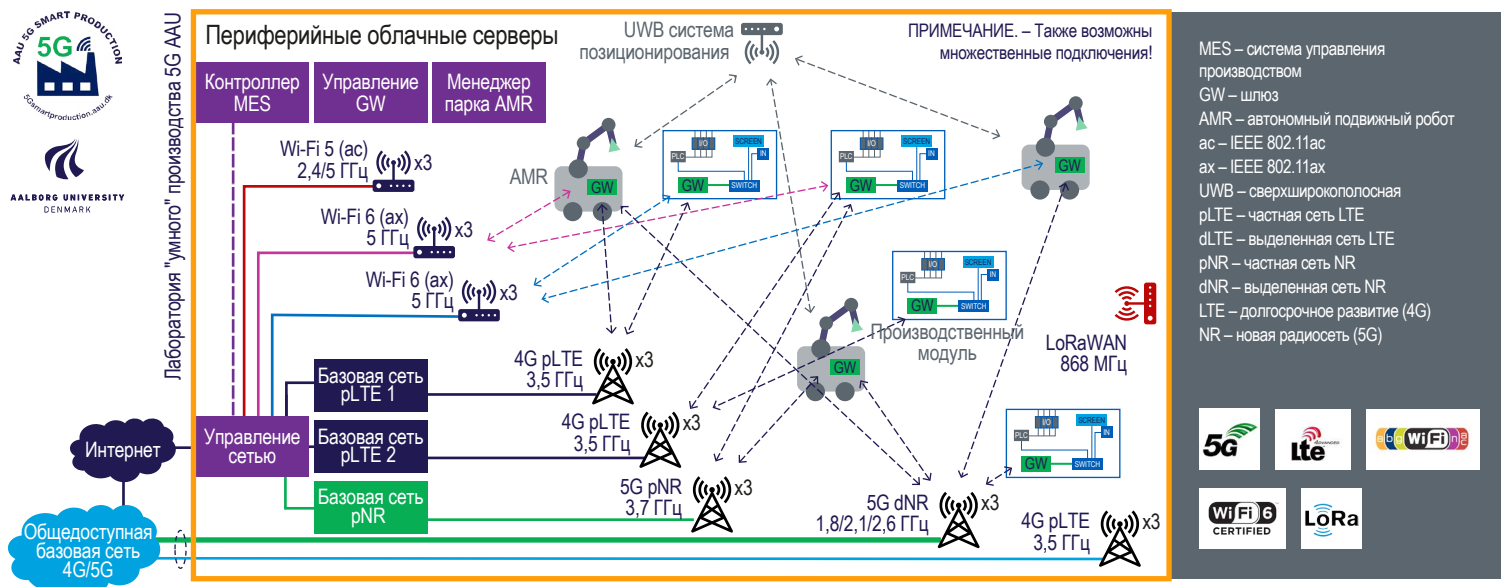 AAU 5G SMART PRODUCTION
5G
5Gsmartproduction.aau.dk
AALBORG UNIVERSITY
DENMARK
Лаборатория "умного" производства 5G AAU
Периферийные облачные серверы
Контроллер
MES
Управление
GW
Менеджер
парка AMR
UWB система
позиционирования
ПРИМЕЧАНИЕ. – Также возможны
множественные подключения!
Wi-Fi 5 (ac)
2,4/5 ГГц
x3
Wi-Fi 6 (ax)
5 ГГц
x3
Wi-Fi 6 (ax)
5 ГГц
x3
AMR
GW
I/O
SCREEN
PLC
IN
GW
SWITCH
I/O
SCREEN
PLC
IN
GW
SWITCH
GW
I/O
SCREEN
PLC
IN
GW
SWITCH
Производственный
модуль
GW
LoRaWAN
868 МГц
I/O
SCREEN
PLC
IN
GW
SWITCH
4G pLTE
3,5 ГГц
x3
4G pLTE
3,5 ГГц
x3
5G pNR
3,7 ГГц
x3
5G dNR
1,8/2,1/2,6 ГГц
x3
4G pLTE
3,5 ГГц
x3
Базовая сеть
pLTE 1
Управление
сетью
Базовая сеть
pLTE 2
Базовая сеть
pNR
Интернет
Общедоступная
базовая сеть
4G/5G
MES – система управления
производством
GW – шлюз
AMR – автономный подвижный робот
ac – IEEE 802.11ac
ax – IEEE 802.11ax
UWB – сверхширокополосная
pLTE – частная сеть LTE
dLTE – выделенная сеть LTE
pNR – частная сеть NR
dNR – выделенная сеть NR
LTE – долгосрочное развитие (4G)
NR – новая радиосеть (5G)
5G
lte ADVANCED
a b g WiFi n ac
WiFi 6
CERTIFIED
LoRa